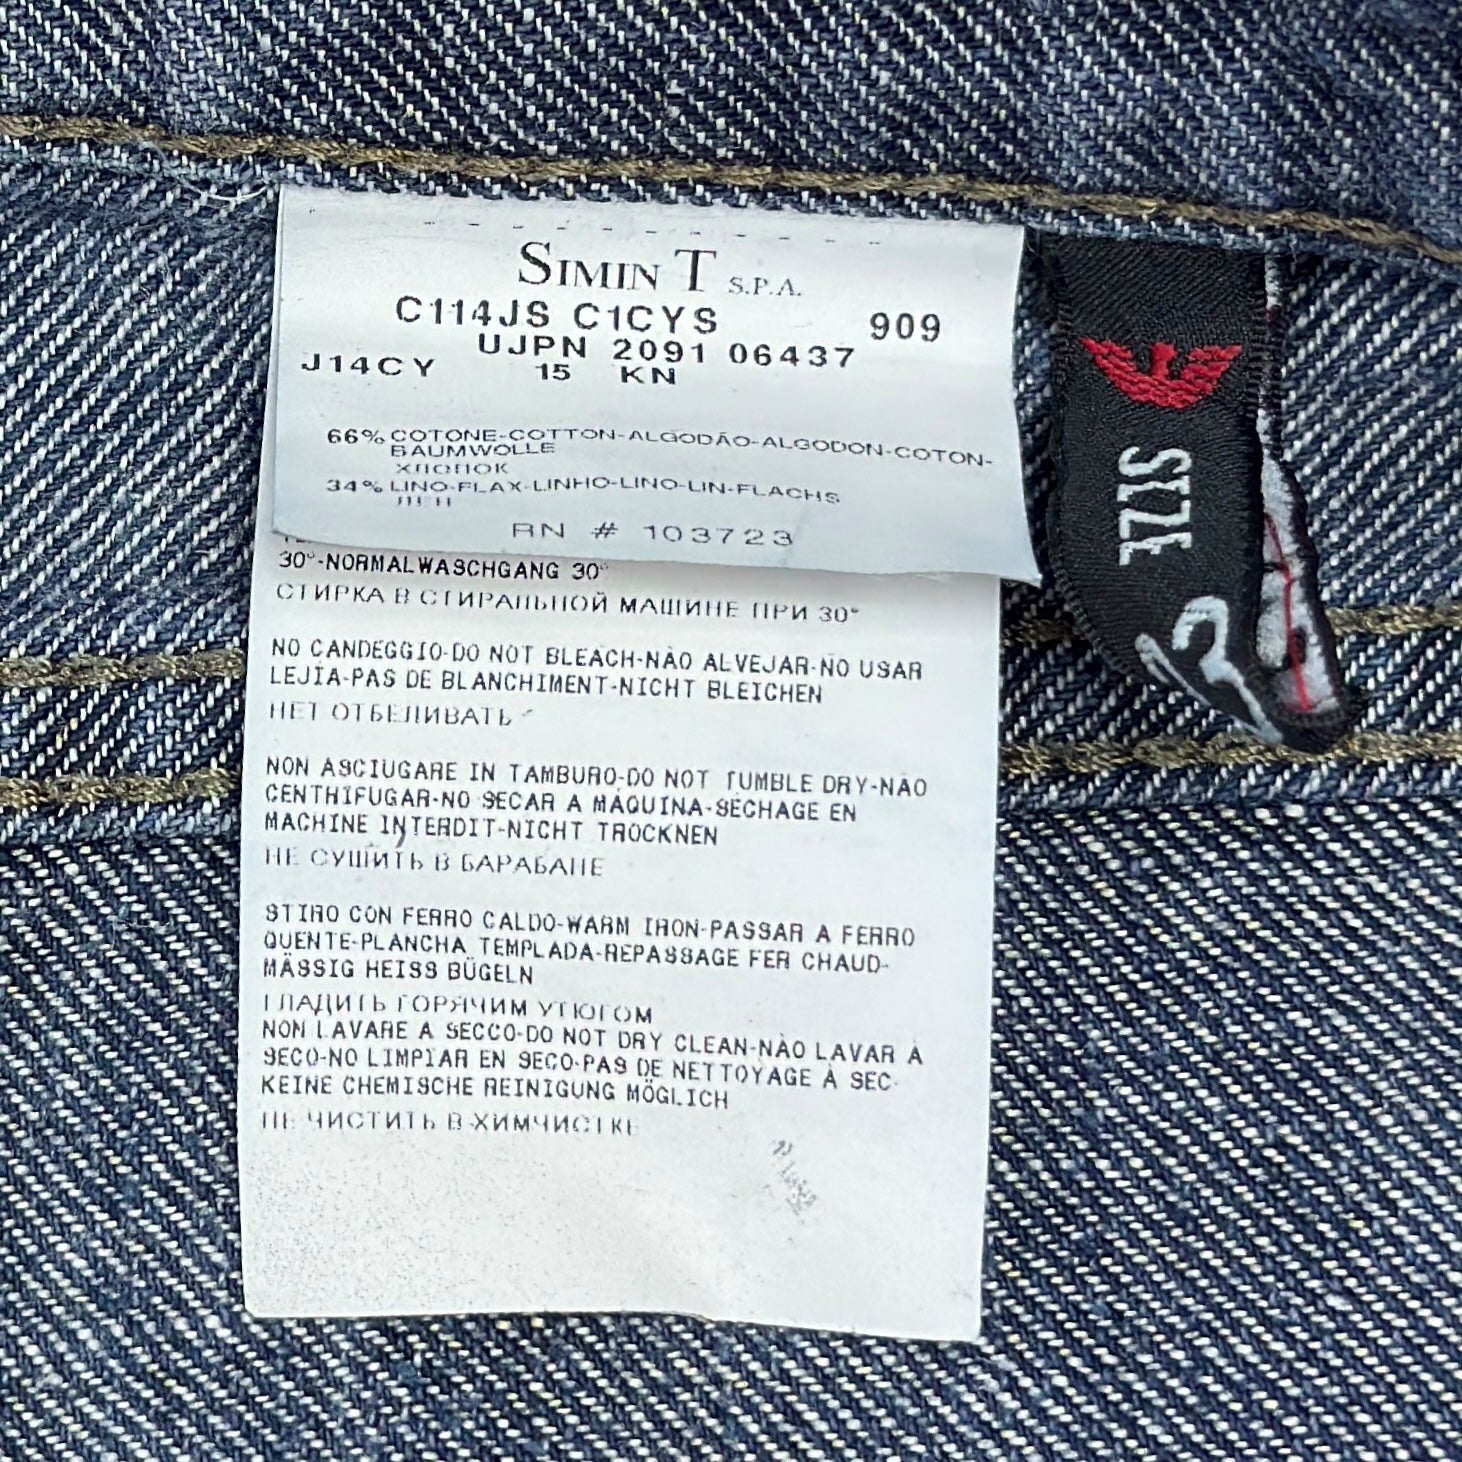 SIMIN T S.P.A.
C114JS C1CYS 909
UJPN 2091 06437
J14CY 15 KN
66% COTONE-COTTON-ALGODÃO-ALGODON-COTON-
BAUMWOLLE
ХЛОПОК
34% LINO-FLAX-LINHO-LINO-LIN-FLACHS
ЛЕН
RN # 103723
30°-NORMALWASCHGANG 30°
СТИРКА В СТИРАЛЬНОЙ МАШИНЕ ПРИ 30°
NO CANDEGGIO-DO NOT BLEACH-NÃO ALVEJAR-NO USAR
LEJÍA-PAS DE BLANCHIMENT-NICHT BLEICHEN
НЕТ ОТБЕЛИВАТЬ
NON ASCIUGARE IN TAMBURO-DO NOT TUMBLE DRY-NÃO
CENTHIFUGAR-NO SECAR A MÁQUINA-SÉCHAGE EN
MACHINE INTERDIT-NICHT TROCKNEN
НЕ СУШИТЬ В БАРАБАНЕ
STIRO CON FERRO CALDO-WARM IRON-PASSAR A FERRO
QUENTE-PLANCHA TEMPLADA-REPASSAGE FER CHAUD-
MÄSSIG HEISS BÜGELN
ГЛАДИТЬ ГОРЯЧИМ УТЮГОМ
NON LAVARE A SECCO-DO NOT DRY CLEAN-NÃO LAVAR À
SECO-NO LIMPIAR EN SECO-PAS DE NETTOYAGE À SEC-
KEINE CHEMISCHE REINIGUNG MÖGLICH
НЕ ЧИСТИТЬ В ХИМЧИСТКЕ
SIZE